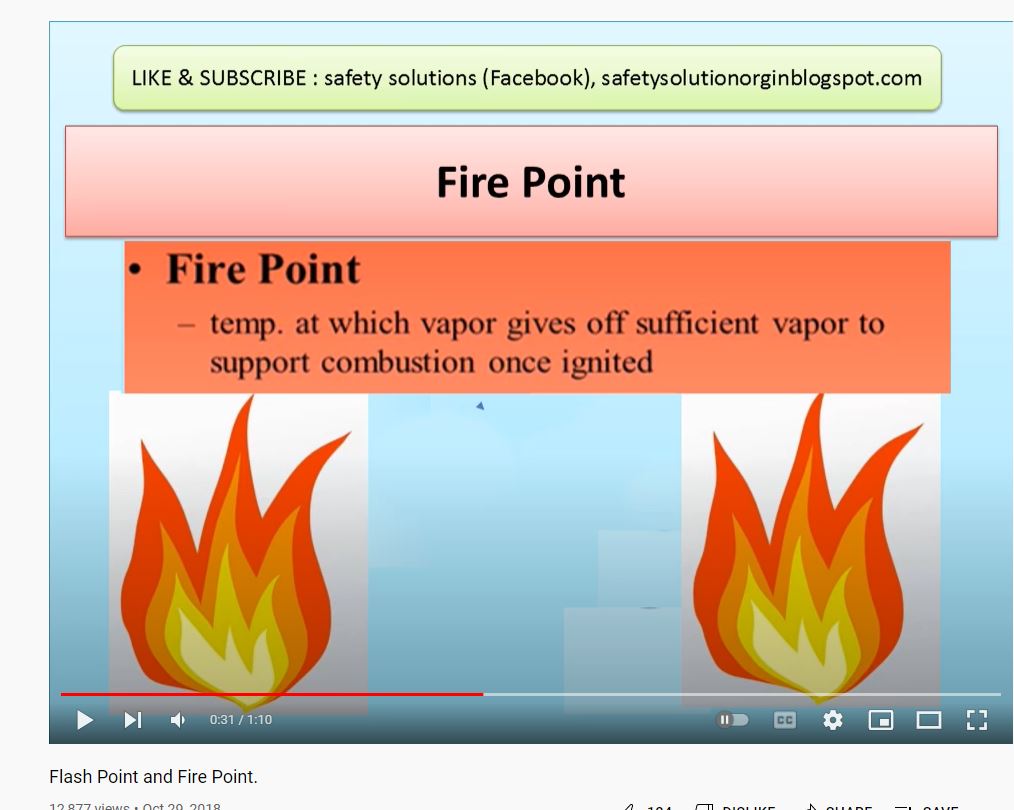 LIKE & SUBSCRIBE : safety solutions (Facebook), safetysolutionorginblogspot.com
Fire Point
• Fire Point
– temp. at which vapor gives off sufficient vapor to
support combustion once ignited
0:31 / 1:10
CC
Flash Point and Fire Point.
12,877 views • Oct 29, 2018
DISLIKE
SHARE
SAVE